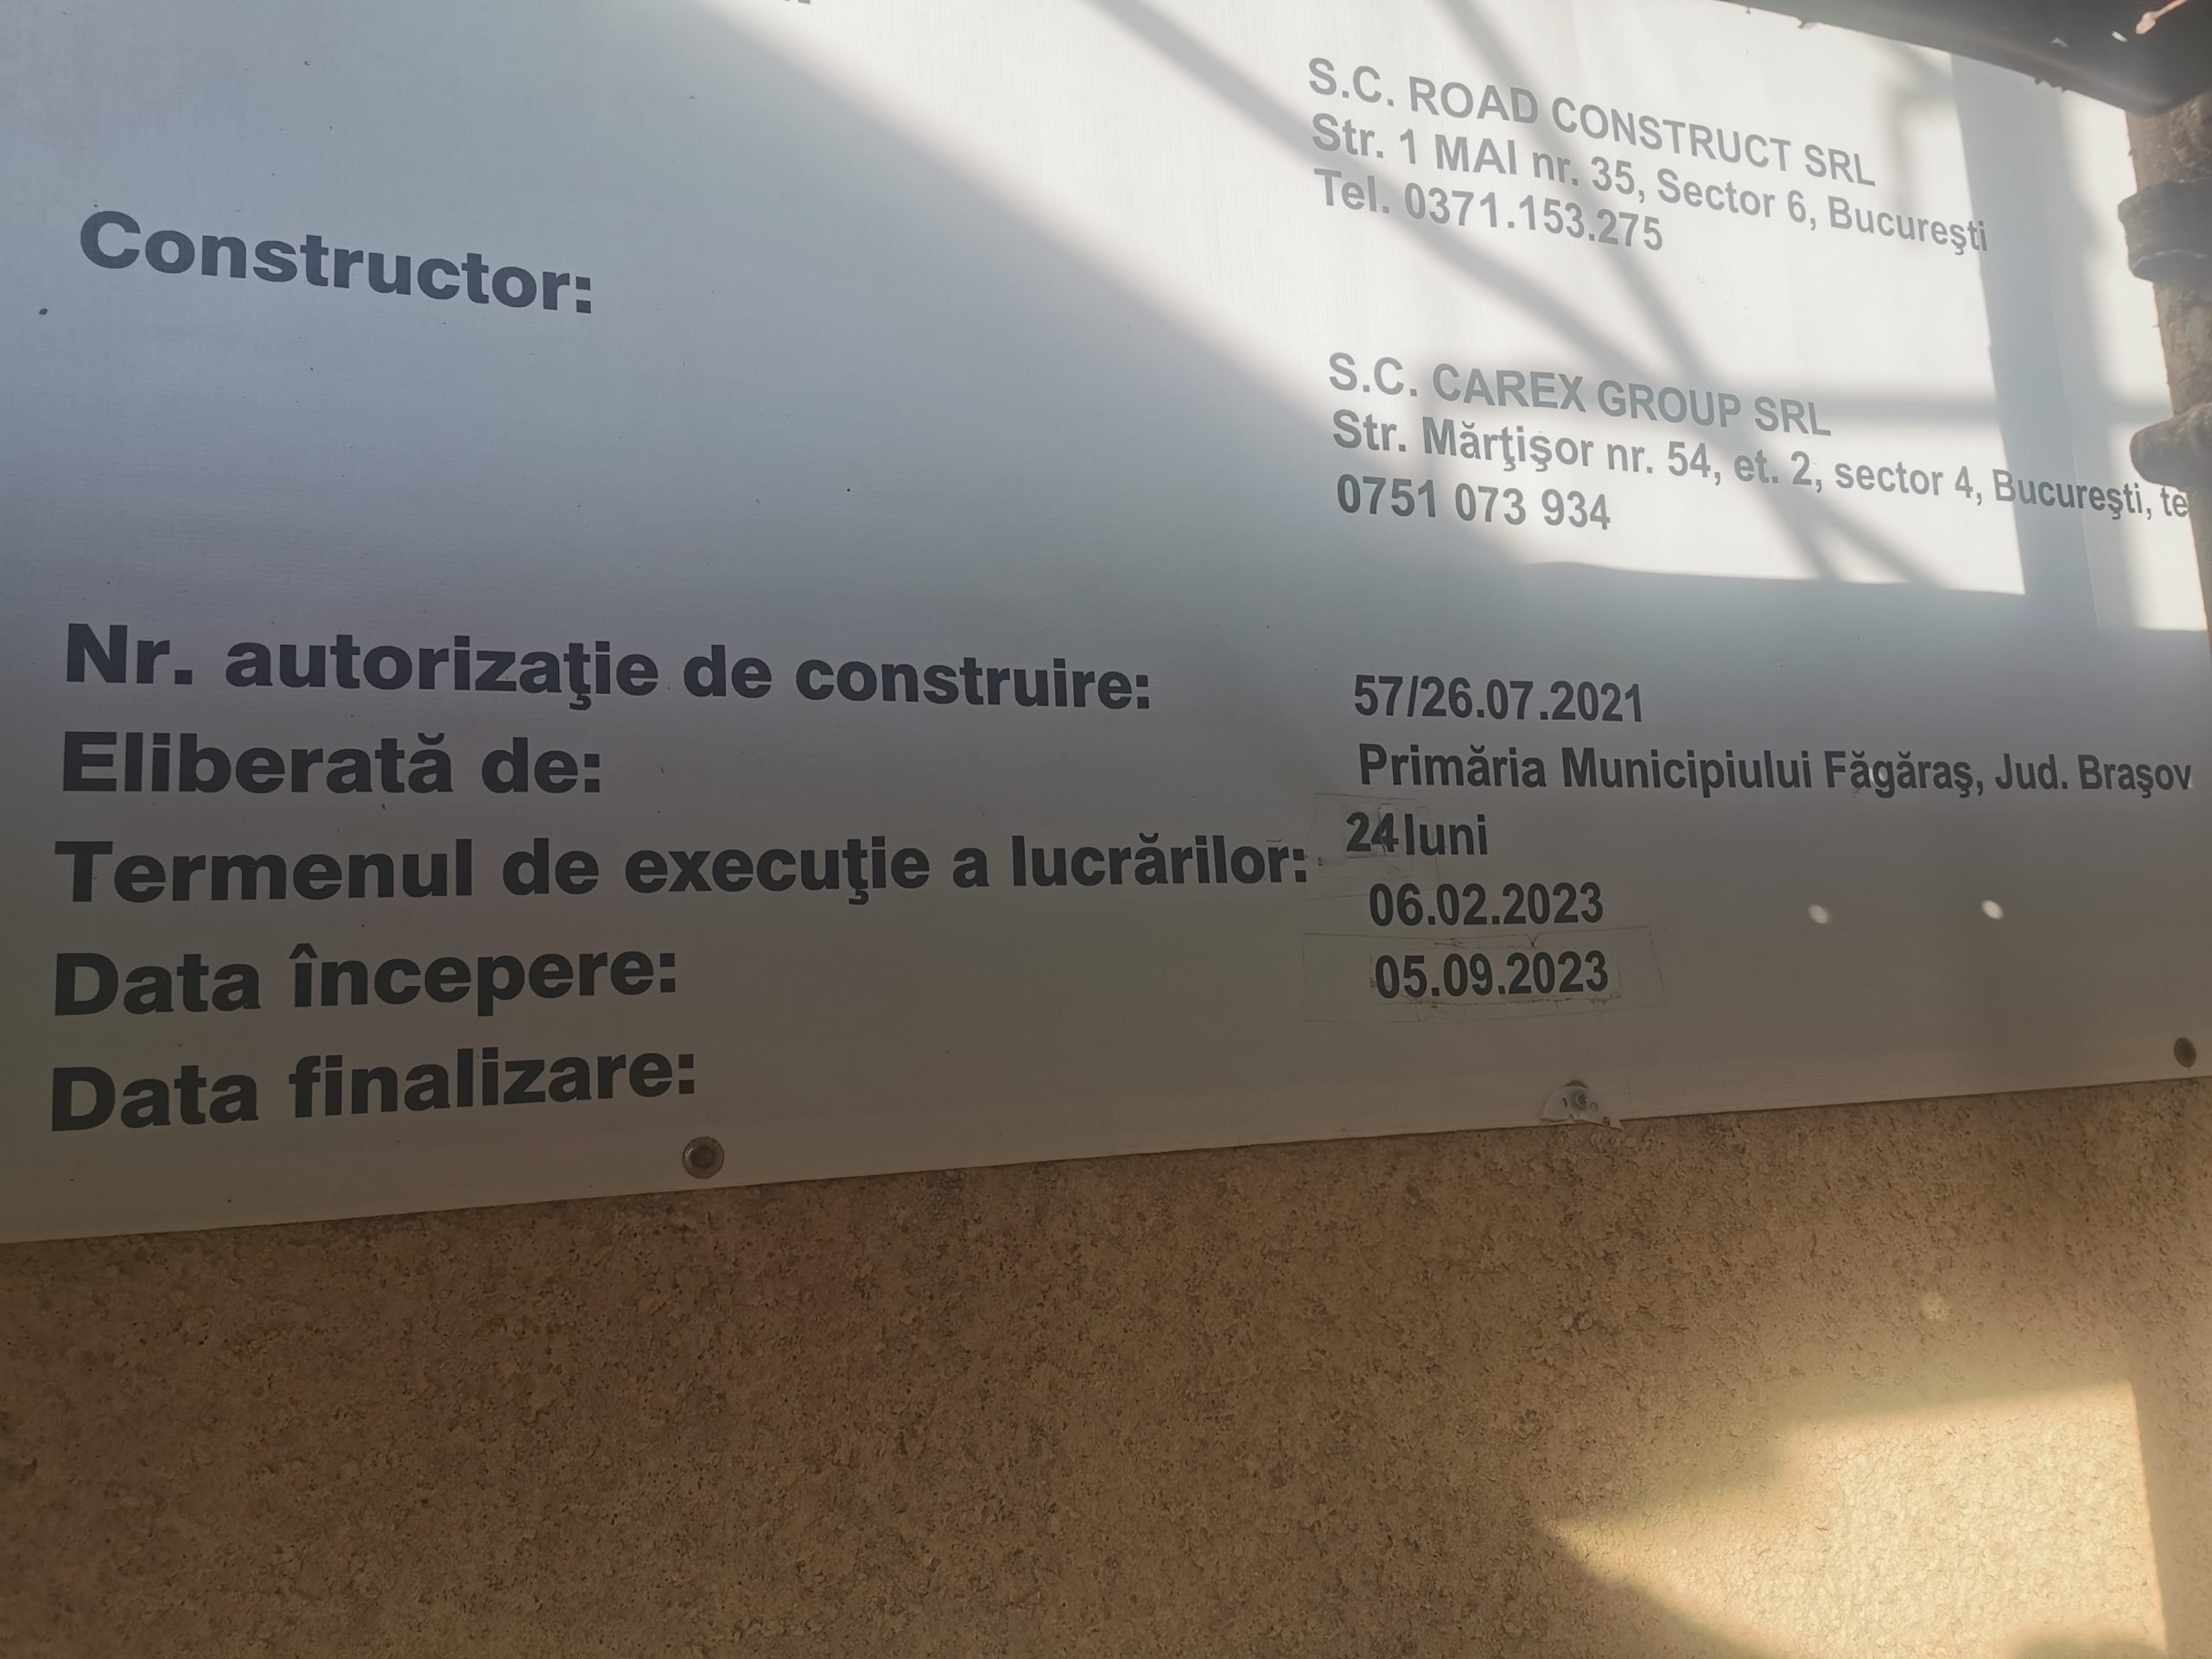 S.C. ROAD CONSTRUCT SRL
Str. 1 MAI nr. 35, Sector 6, Bucureşti
Tel. 0371.153.275
Constructor:
S.C. CAREX GROUP SRL
Str. Mărţişor nr. 54, et. 2, sector 4, Bucureşti, te
0751 073 934
Nr. autorizaţie de construire: 57/26.07.2021
Eliberată de: Primăria Municipiului Făgăraş, Jud. Braşov
Termenul de execuţie a lucrărilor: 24 luni
Data începere: 06.02.2023
Data finalizare: 05.09.2023